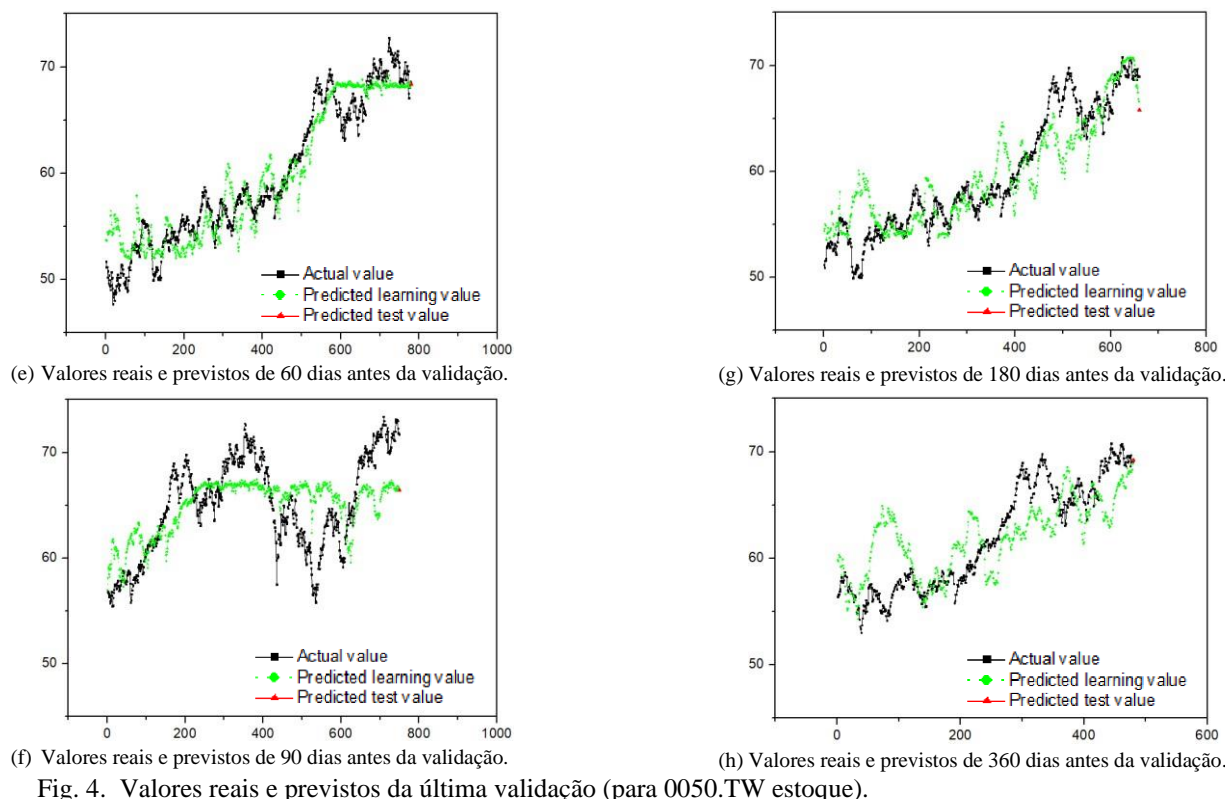 70
60
50
Actual value
Predicted learning value
Predicted test value
0 200 400 600 800 1000
(e) Valores reais e previstos de 60 dias antes da validação.
70
60
50
Actual value
Predicted learning value
Predicted test value
0 200 400 600 800
(g) Valores reais e previstos de 180 dias antes da validação.
70
60
50
Actual value
Predicted learning value
Predicted test value
0 200 400 600 800 1000
(f) Valores reais e previstos de 90 dias antes da validação.
70
60
50
Actual value
Predicted learning value
Predicted test value
0 200 400 600
(h) Valores reais e previstos de 360 dias antes da validação.
Fig. 4. Valores reais e previstos da última validação (para 0050.TW estoque).